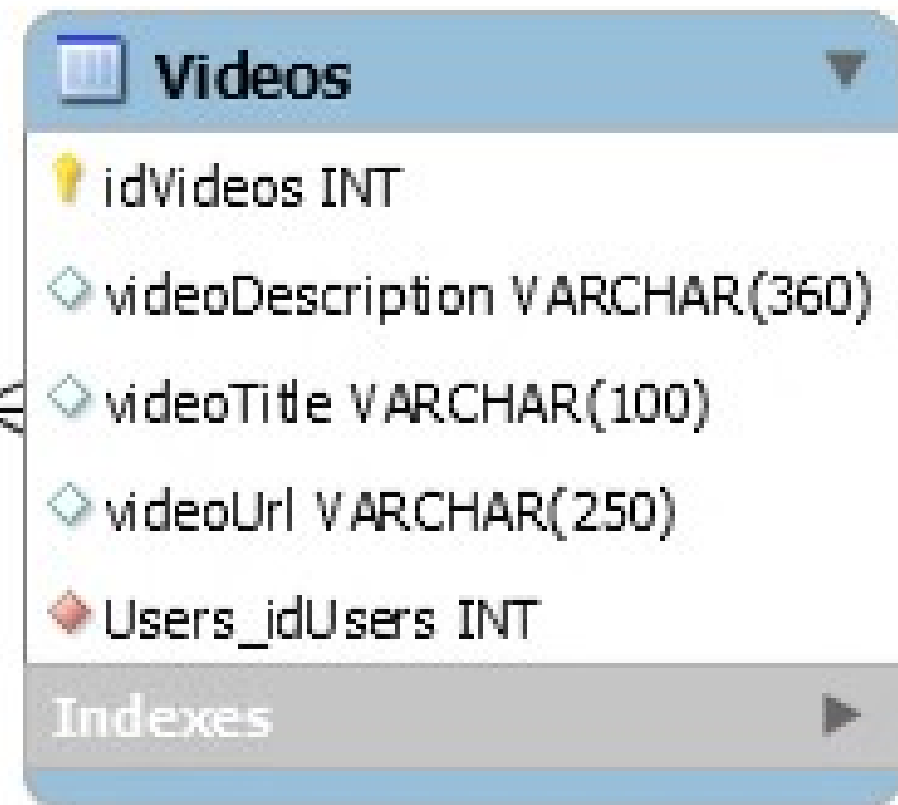 Videos
idVideos INT
videoDescription VARCHAR(360)
videoTitle VARCHAR(100)
videoUrl VARCHAR(250)
Users_idUsers INT
Indexes